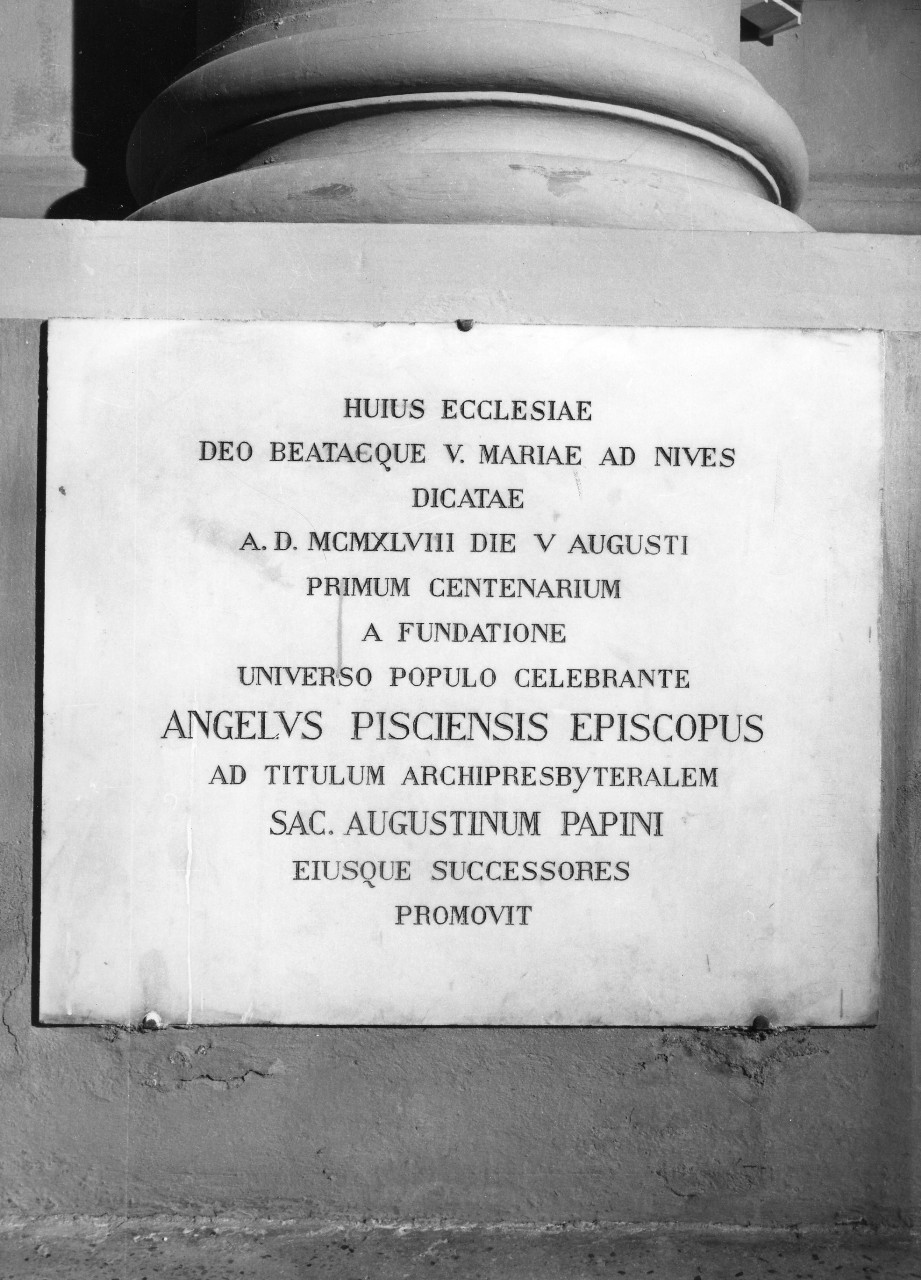 HUIUS ECCLESIAE
DEO BEATAEQUE V. MARIAE AD NIVES
DICATAE
A. D. MCMXLVIII DIE V AUGUSTI
PRIMUM CENTENARIUM
A FUNDATIONE
UNIVERSO POPULO CELEBRANTE
ANGELVS PISCIENSIS EPISCOPUS
AD TITULUM ARCHIPRESBYTERALEM
SAC. AUGUSTINUM PAPINI
EIUSQUE SUCCESSORES
PROMOVIT